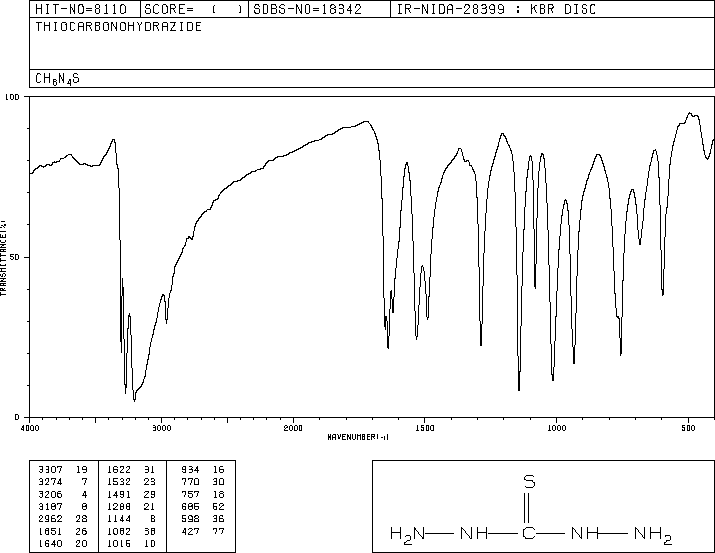 HIT-NO=8110 SCORE= ( ) SDBS-NO=18342 IR-NIDA-28399 : KBR DISC
THIOCARBONOHYDRAZIDE
CH6N4S
100
TRANSMITTANCE(%)
50
0
4000 3000 2000 1500 1000 500
WAVENUMBER(-1)
3307 19 1622 31 934 16
3274 7 1532 23 770 30
3206 4 1491 29 757 18
3187 8 1288 21 685 52
2962 28 1144 8 598 36
1651 26 1082 38 427 77
1640 20 1016 10
S
H2N NH C NH NH2